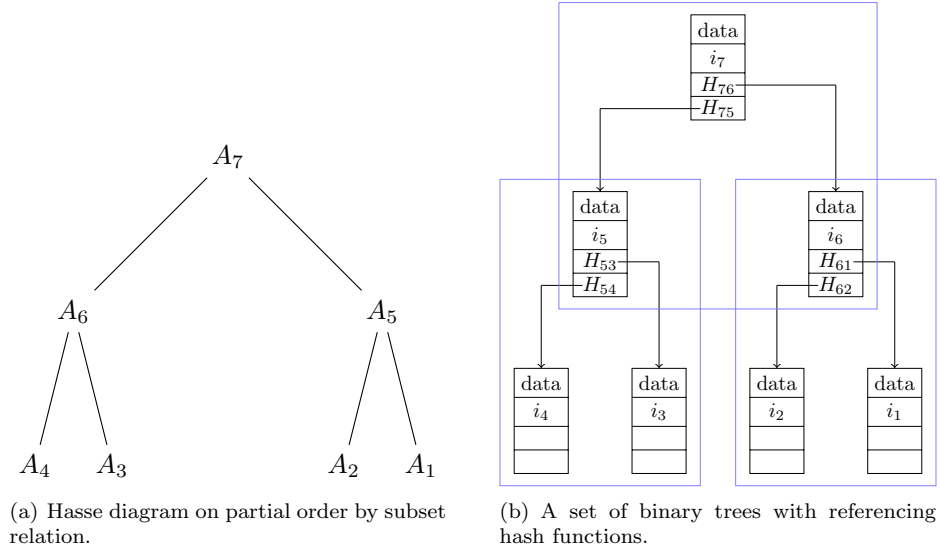 A₇
A₆ A₅
A₄ A₃ A₂ A₁
(a) Hasse diagram on partial order by subset
relation.
data
i₇
H₇₆
H₇₅
data
i₅
H₅₃
H₅₄
data
i₆
H₆₁
H₆₂
data
i₄
data
i₃
data
i₂
data
i₁
(b) A set of binary trees with referencing
hash functions.